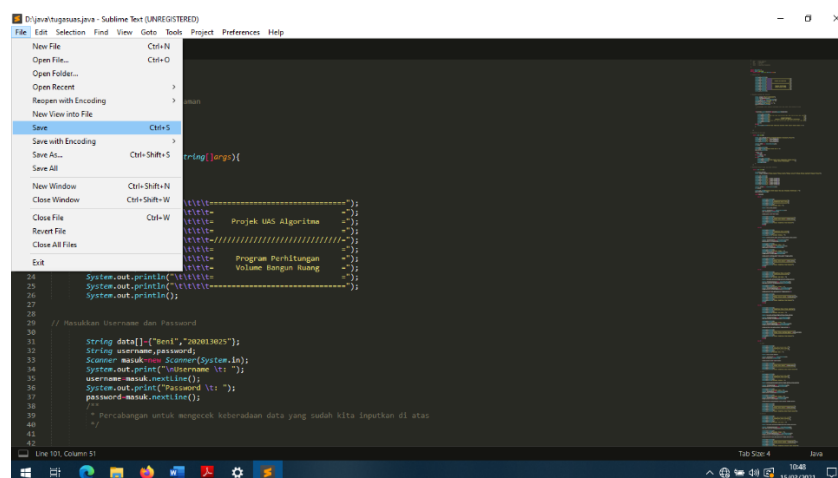 D:\java\tugasuas.java - Sublime Text (UNREGISTERED)
File Edit Selection Find View Goto Tools Project Preferences Help
New File Ctrl+N
Open File... Ctrl+O
Open Folder...
Open Recent
Reopen with Encoding
New View into File
Save Ctrl+S
Save with Encoding
Save As... Ctrl+Shift+S
Save All
New Window Ctrl+Shift+N
Close Window Ctrl+Shift+W
Close File Ctrl+W
Revert File
Close All Files
Exit
aman
tring[]args){
\t\t\t\t=============================");
\t\t\t\t= =");
\t\t\t\t= Projek UAS Algoritma =");
\t\t\t\t= =");
\t\t\t\t=///////////////////////////=");
\t\t\t\t= =");
\t\t\t\t= Program Perhitungan =");
\t\t\t\t= Volume Bangun Ruang =");
24 System.out.println("\t\t\t\t\t= =");
25 System.out.println("\t\t\t\t\t=============================");
26 System.out.println();
27
28
29 // Masukkan Username dan Password
30
31 String data[]={"Beni","202013025"};
32 String username,password;
33 Scanner masuk=new Scanner(System.in);
34 System.out.print("\nUsername \t: ");
35 username=masuk.nextLine();
36 System.out.print("Password \t: ");
37 password=masuk.nextLine();
38 /**
39 * Percabangan untuk mengecek keberadaan data yang sudah kita inputkan di atas
40 */
41
42
Line 101, Column 51 Tab Size: 4 Java
10:48
15/03/2021